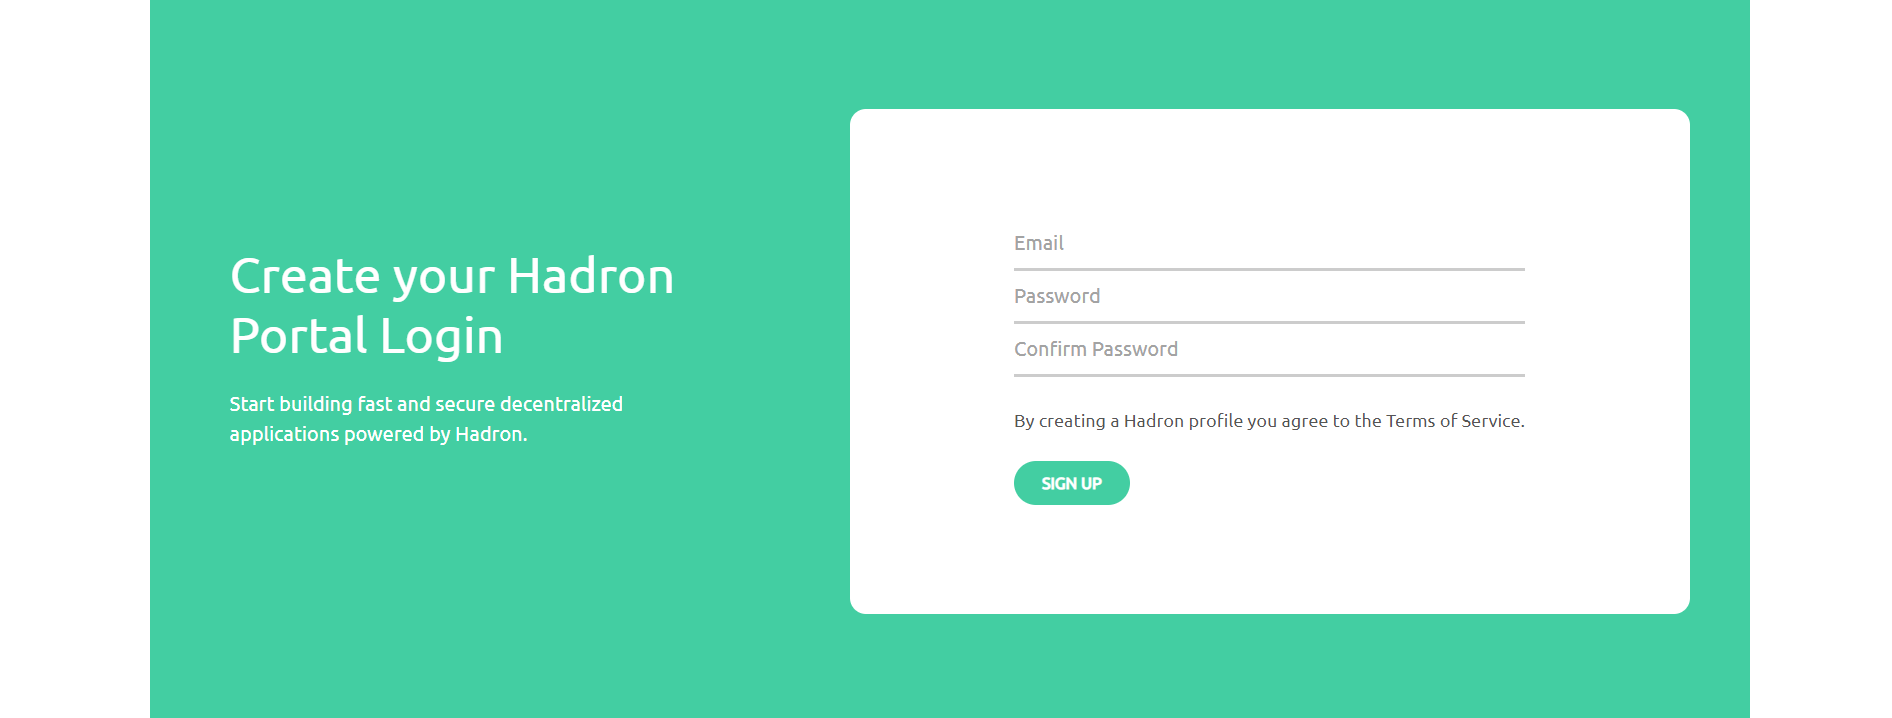 Create your Hadron
Portal Login
Start building fast and secure decentralized
applications powered by Hadron.
Email
Password
Confirm Password
By creating a Hadron profile you agree to the Terms of Service.
SIGN UP